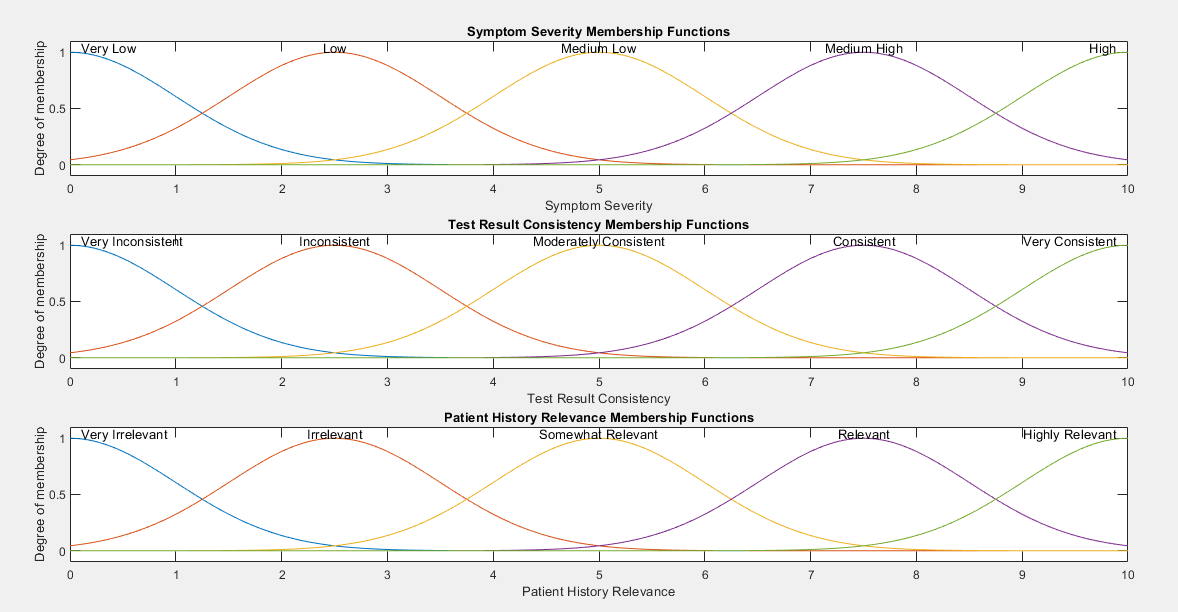 Symptom Severity Membership Functions
Very Low Low Medium Low Medium High High
Degree of membership
1
0.5
0
0 1 2 3 4 5 6 7 8 9 10
Symptom Severity
Test Result Consistency Membership Functions
Very Inconsistent Inconsistent Moderately Consistent Consistent Very Consistent
Degree of membership
1
0.5
0
0 1 2 3 4 5 6 7 8 9 10
Test Result Consistency
Patient History Relevance Membership Functions
Very Irrelevant Irrelevant Somewhat Relevant Relevant Highly Relevant
Degree of membership
1
0.5
0
0 1 2 3 4 5 6 7 8 9 10
Patient History Relevance